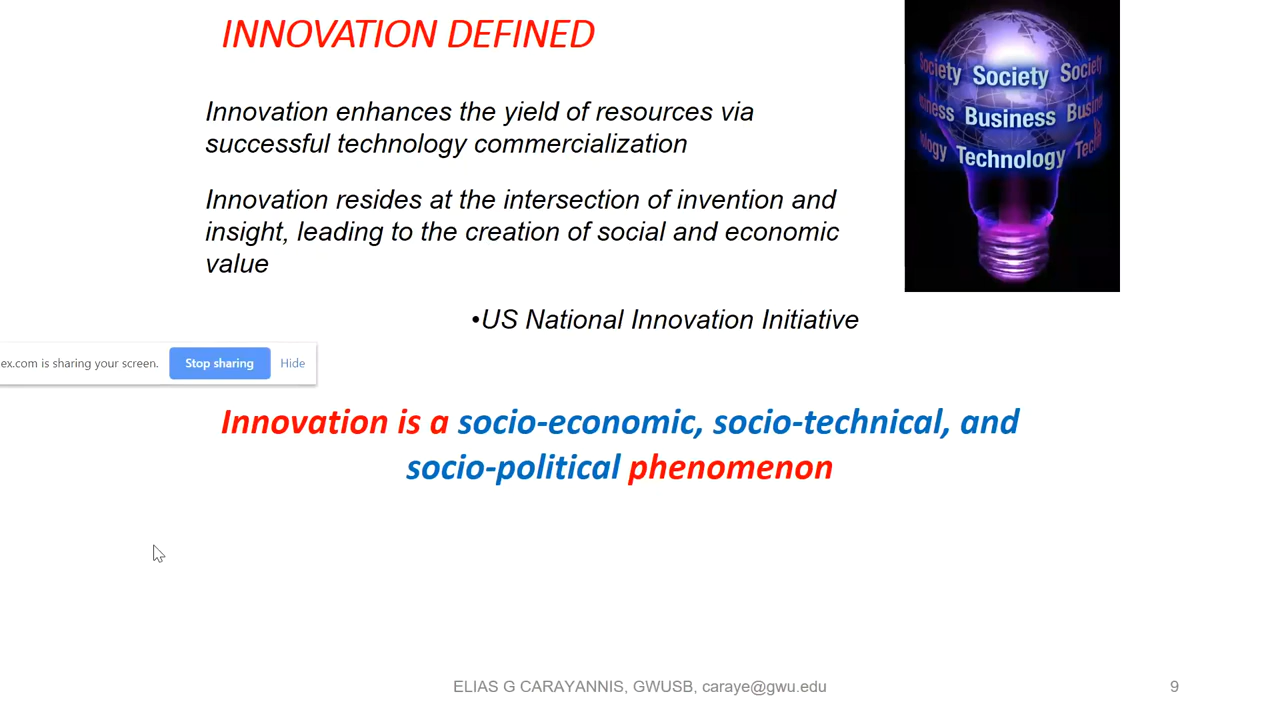 INNOVATION DEFINED
Innovation enhances the yield of resources via
successful technology commercialization
Innovation resides at the intersection of invention and
insight, leading to the creation of social and economic
value
•US National Innovation Initiative
Society Society Society
Business
Technology
ex.com is sharing your screen. Stop sharing Hide
Innovation is a socio-economic, socio-technical, and
socio-political phenomenon
ELIAS G CARAYANNIS, GWUSB, caraye@gwu.edu 9